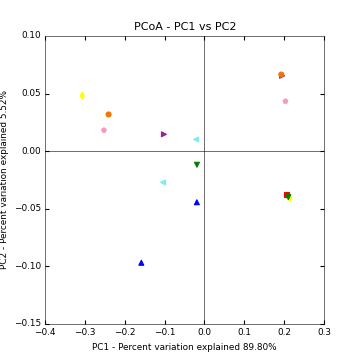 PCoA - PC1 vs PC2
0.10
0.05
0.00
−0.05
−0.10
−0.15
PC2 - Percent variation explained 5.52%
−0.4 −0.3 −0.2 −0.1 0.0 0.1 0.2 0.3
PC1 - Percent variation explained 89.80%